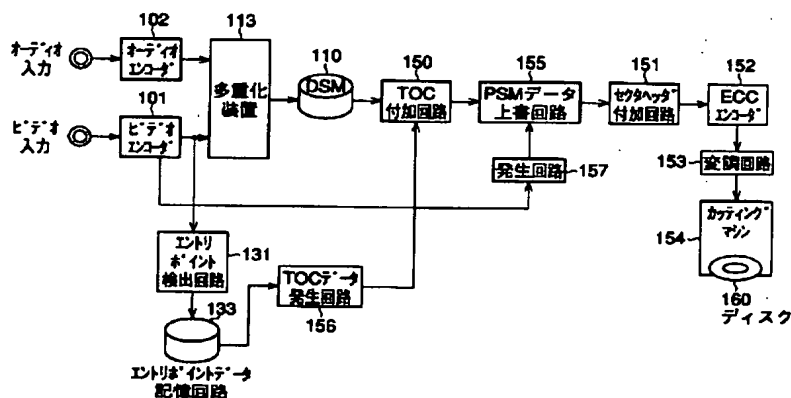 102
113
110
150
155
151
152
オーディオ
入力
オーディオ
エンコーダ
多重化
装置
DSM
TOC
付加回路
PSMデータ
上書回路
セクタヘッダ
付加回路
ECC
エンコーダ
101
ビデオ
入力
ビデオ
エンコーダ
発生回路
157
153
変調回路
154
カッティング
マシン
160
ディスク
エントリ
ポイント
検出回路
131
TOCデータ
発生回路
156
133
エントリポイントデータ
記憶回路